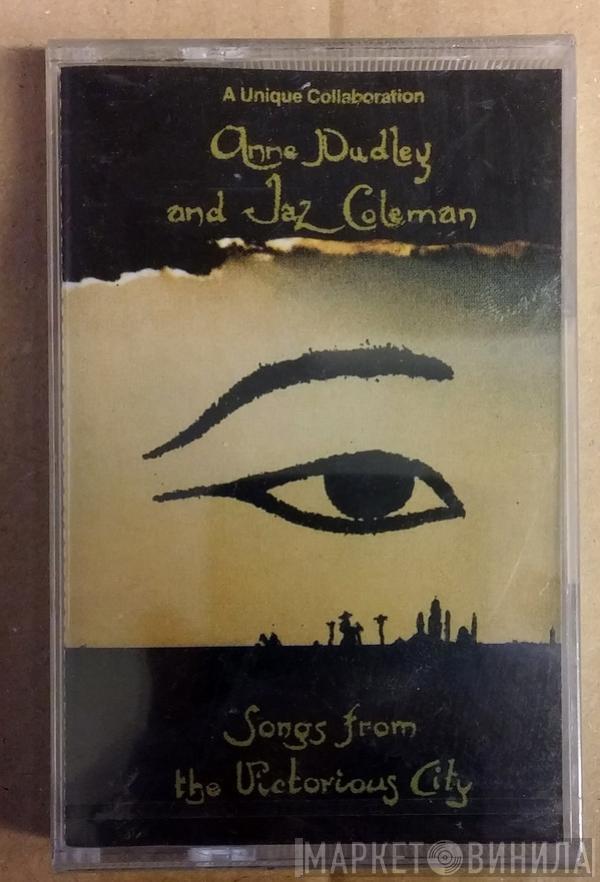 A Unique Collaboration
Anne Dudley
and Jaz Coleman
Songs from
the Victorious City
МАРКЕТ ВИНИЛА